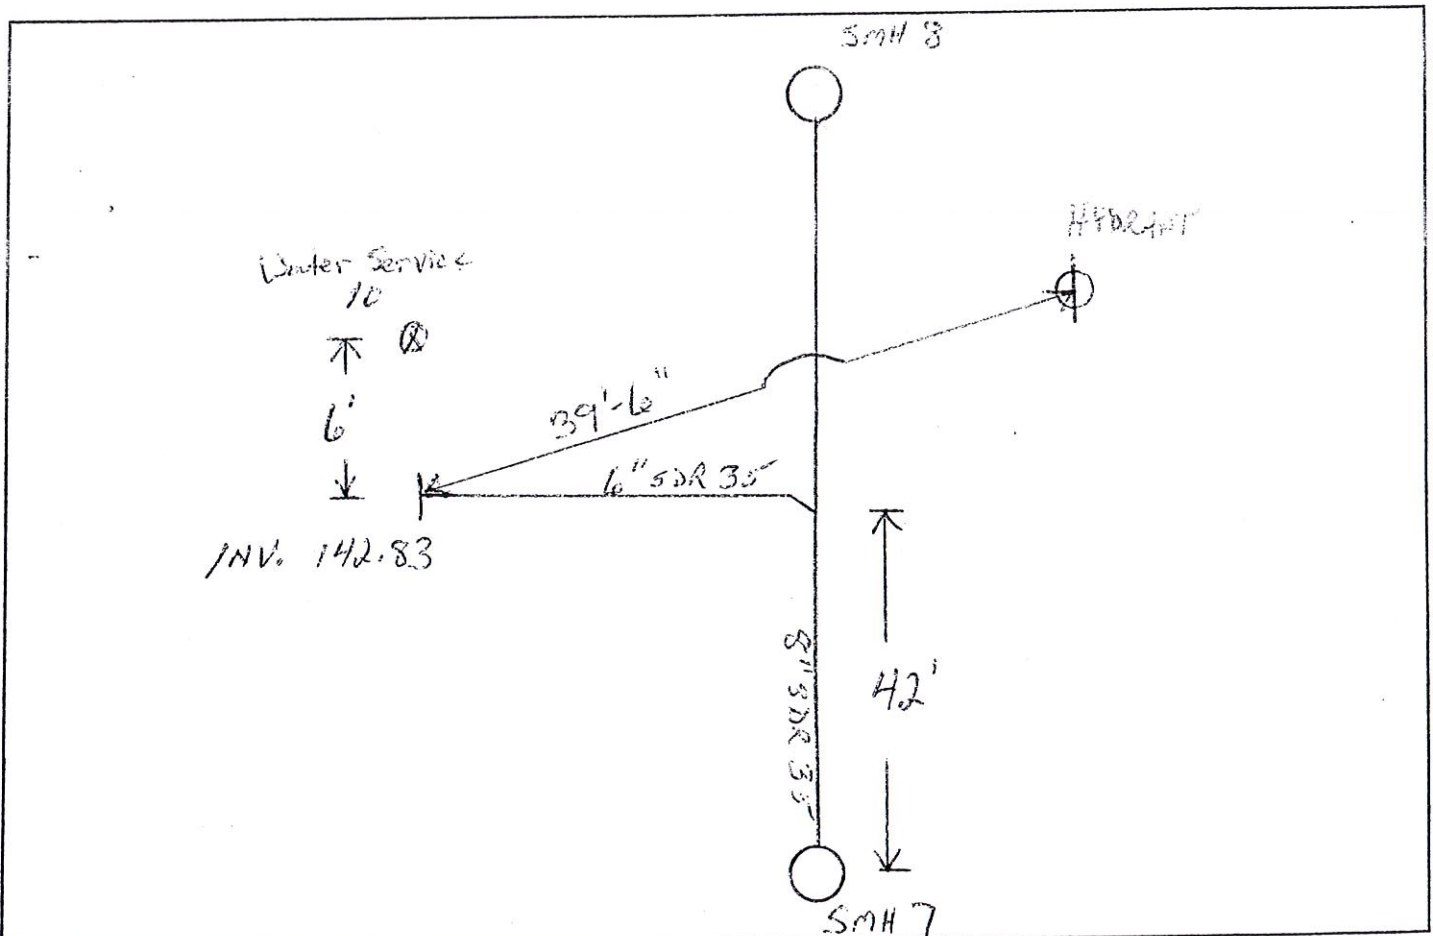 SMH 8
HYDRANT
Water Service
10
6'
39'-6"
6" SDR 35
INV. 142.83
8" SDR 35
42'
SMH 7